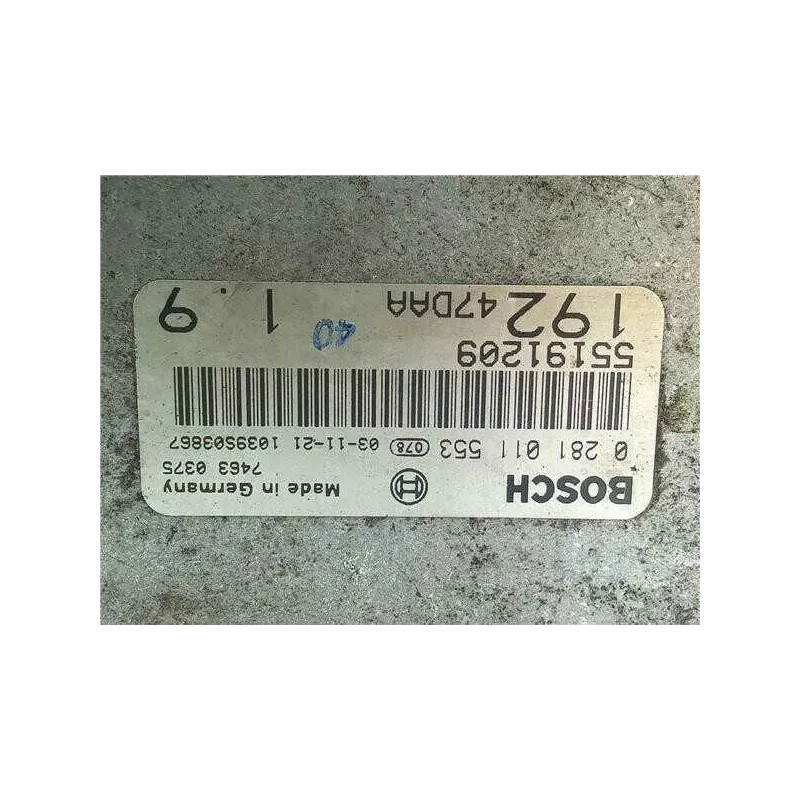 BOSCH Made in Germany
7463 0375
0 281 011 553 078 03-11-21 1039S03867
55191209
40
192 47DAA 1.9